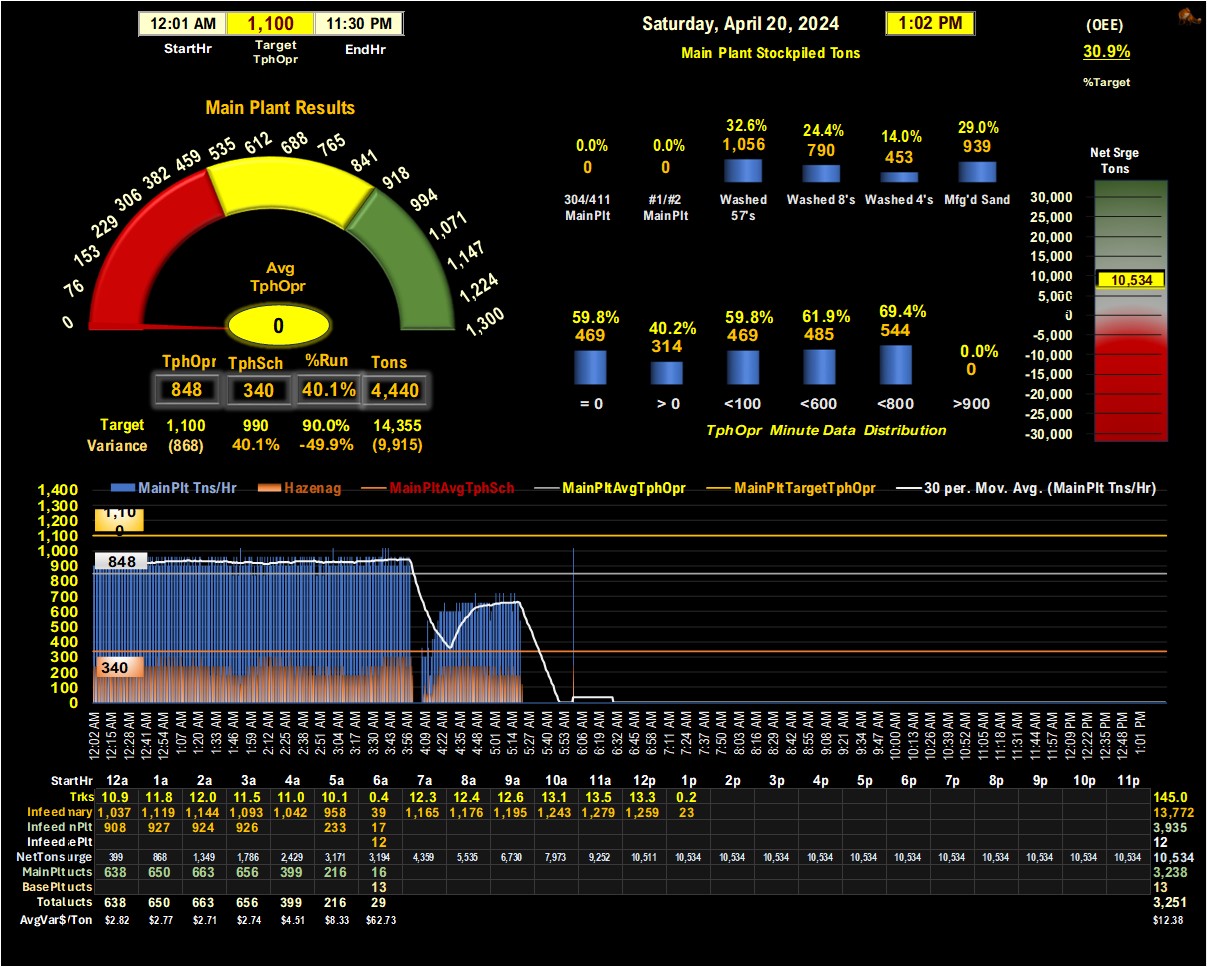 12:01 AM 1,100 11:30 PM
StartHr Target TphOpr EndHr
Saturday, April 20, 2024 1:02 PM
Main Plant Stockpiled Tons
(OEE)
30.9%
%Target
Main Plant Results
0 76 153 229 306 382 459 535 612 688 765 841 918 994 1,071 1,147 1,224 1,300
Avg
TphOpr
0
TphOpr TphSch %Run Tons
848 340 40.1% 4,440
Target 1,100 990 90.0% 14,355
Variance (868) 40.1% -49.9% (9,915)
0.0% 0.0% 32.6% 24.4% 14.0% 29.0%
0 0 1,056 790 453 939
304/411 MainPlt #1/#2 MainPlt Washed 57's Washed 8's Washed 4's Mfg'd Sand
59.8% 40.2% 59.8% 61.9% 69.4% 0.0%
469 314 469 485 544 0
= 0 > 0 <100 <600 <800 >900
TphOpr Minute Data Distribution
Net Srge
Tons
30,000
25,000
20,000
15,000
10,000
10,534
5,000
0
-5,000
-10,000
-15,000
-20,000
-25,000
-30,000
MainPlt Tns/Hr Hazenag MainPltAvgTphSch MainPltAvgTphOpr MainPltTargetTphOpr 30 per. Mov. Avg. (MainPlt Tns/Hr)
1,400
1,300
1,200
1,100
1,000
900
800
700
600
500
400
300
200
100
0
1,10
0
848
340
12:02 AM 12:15 AM 12:28 AM 12:41 AM 12:54 AM 1:07 AM 1:20 AM 1:33 AM 1:46 AM 1:59 AM 2:12 AM 2:25 AM 2:38 AM 2:51 AM 3:04 AM 3:17 AM 3:30 AM 3:43 AM 3:56 AM 4:09 AM 4:22 AM 4:35 AM 4:48 AM 5:01 AM 5:14 AM 5:27 AM 5:40 AM 5:53 AM 6:06 AM 6:19 AM 6:32 AM 6:45 AM 6:58 AM 7:11 AM 7:24 AM 7:37 AM 7:50 AM 8:03 AM 8:16 AM 8:29 AM 8:42 AM 8:55 AM 9:08 AM 9:21 AM 9:34 AM 9:47 AM 10:00 AM 10:13 AM 10:26 AM 10:39 AM 10:52 AM 11:05 AM 11:18 AM 11:31 AM 11:44 AM 11:57 AM 12:09 PM 12:22 PM 12:35 PM 12:48 PM 1:01 PM
StartHr 12a 1a 2a 3a 4a 5a 6a 7a 8a 9a 10a 11a 12p 1p 2p 3p 4p 5p 6p 7p 8p 9p 10p 11p
Trks 10.9 11.8 12.0 11.5 11.0 10.1 0.4 12.3 12.4 12.6 13.1 13.5 13.3 0.2 145.0
Infeed mary 1,037 1,119 1,144 1,093 1,042 958 39 1,165 1,176 1,195 1,243 1,279 1,259 23 13,772
Infeed nPlt 908 927 924 926 233 17 3,935
Infeed ePlt 12 12
NetTons urge 399 868 1,349 1,786 2,429 3,171 3,194 4,359 5,535 6,730 7,973 9,252 10,511 10,534 10,534 10,534 10,534 10,534 10,534 10,534 10,534 10,534 10,534 10,534 10,534
MainPlt ucts 638 650 663 656 399 216 16 3,238
BasePlt ucts 13 13
Total ucts 638 650 663 656 399 216 29 3,251
AvgVar$/Ton $2.82 $2.77 $2.71 $2.74 $4.51 $8.33 $62.73 $12.38